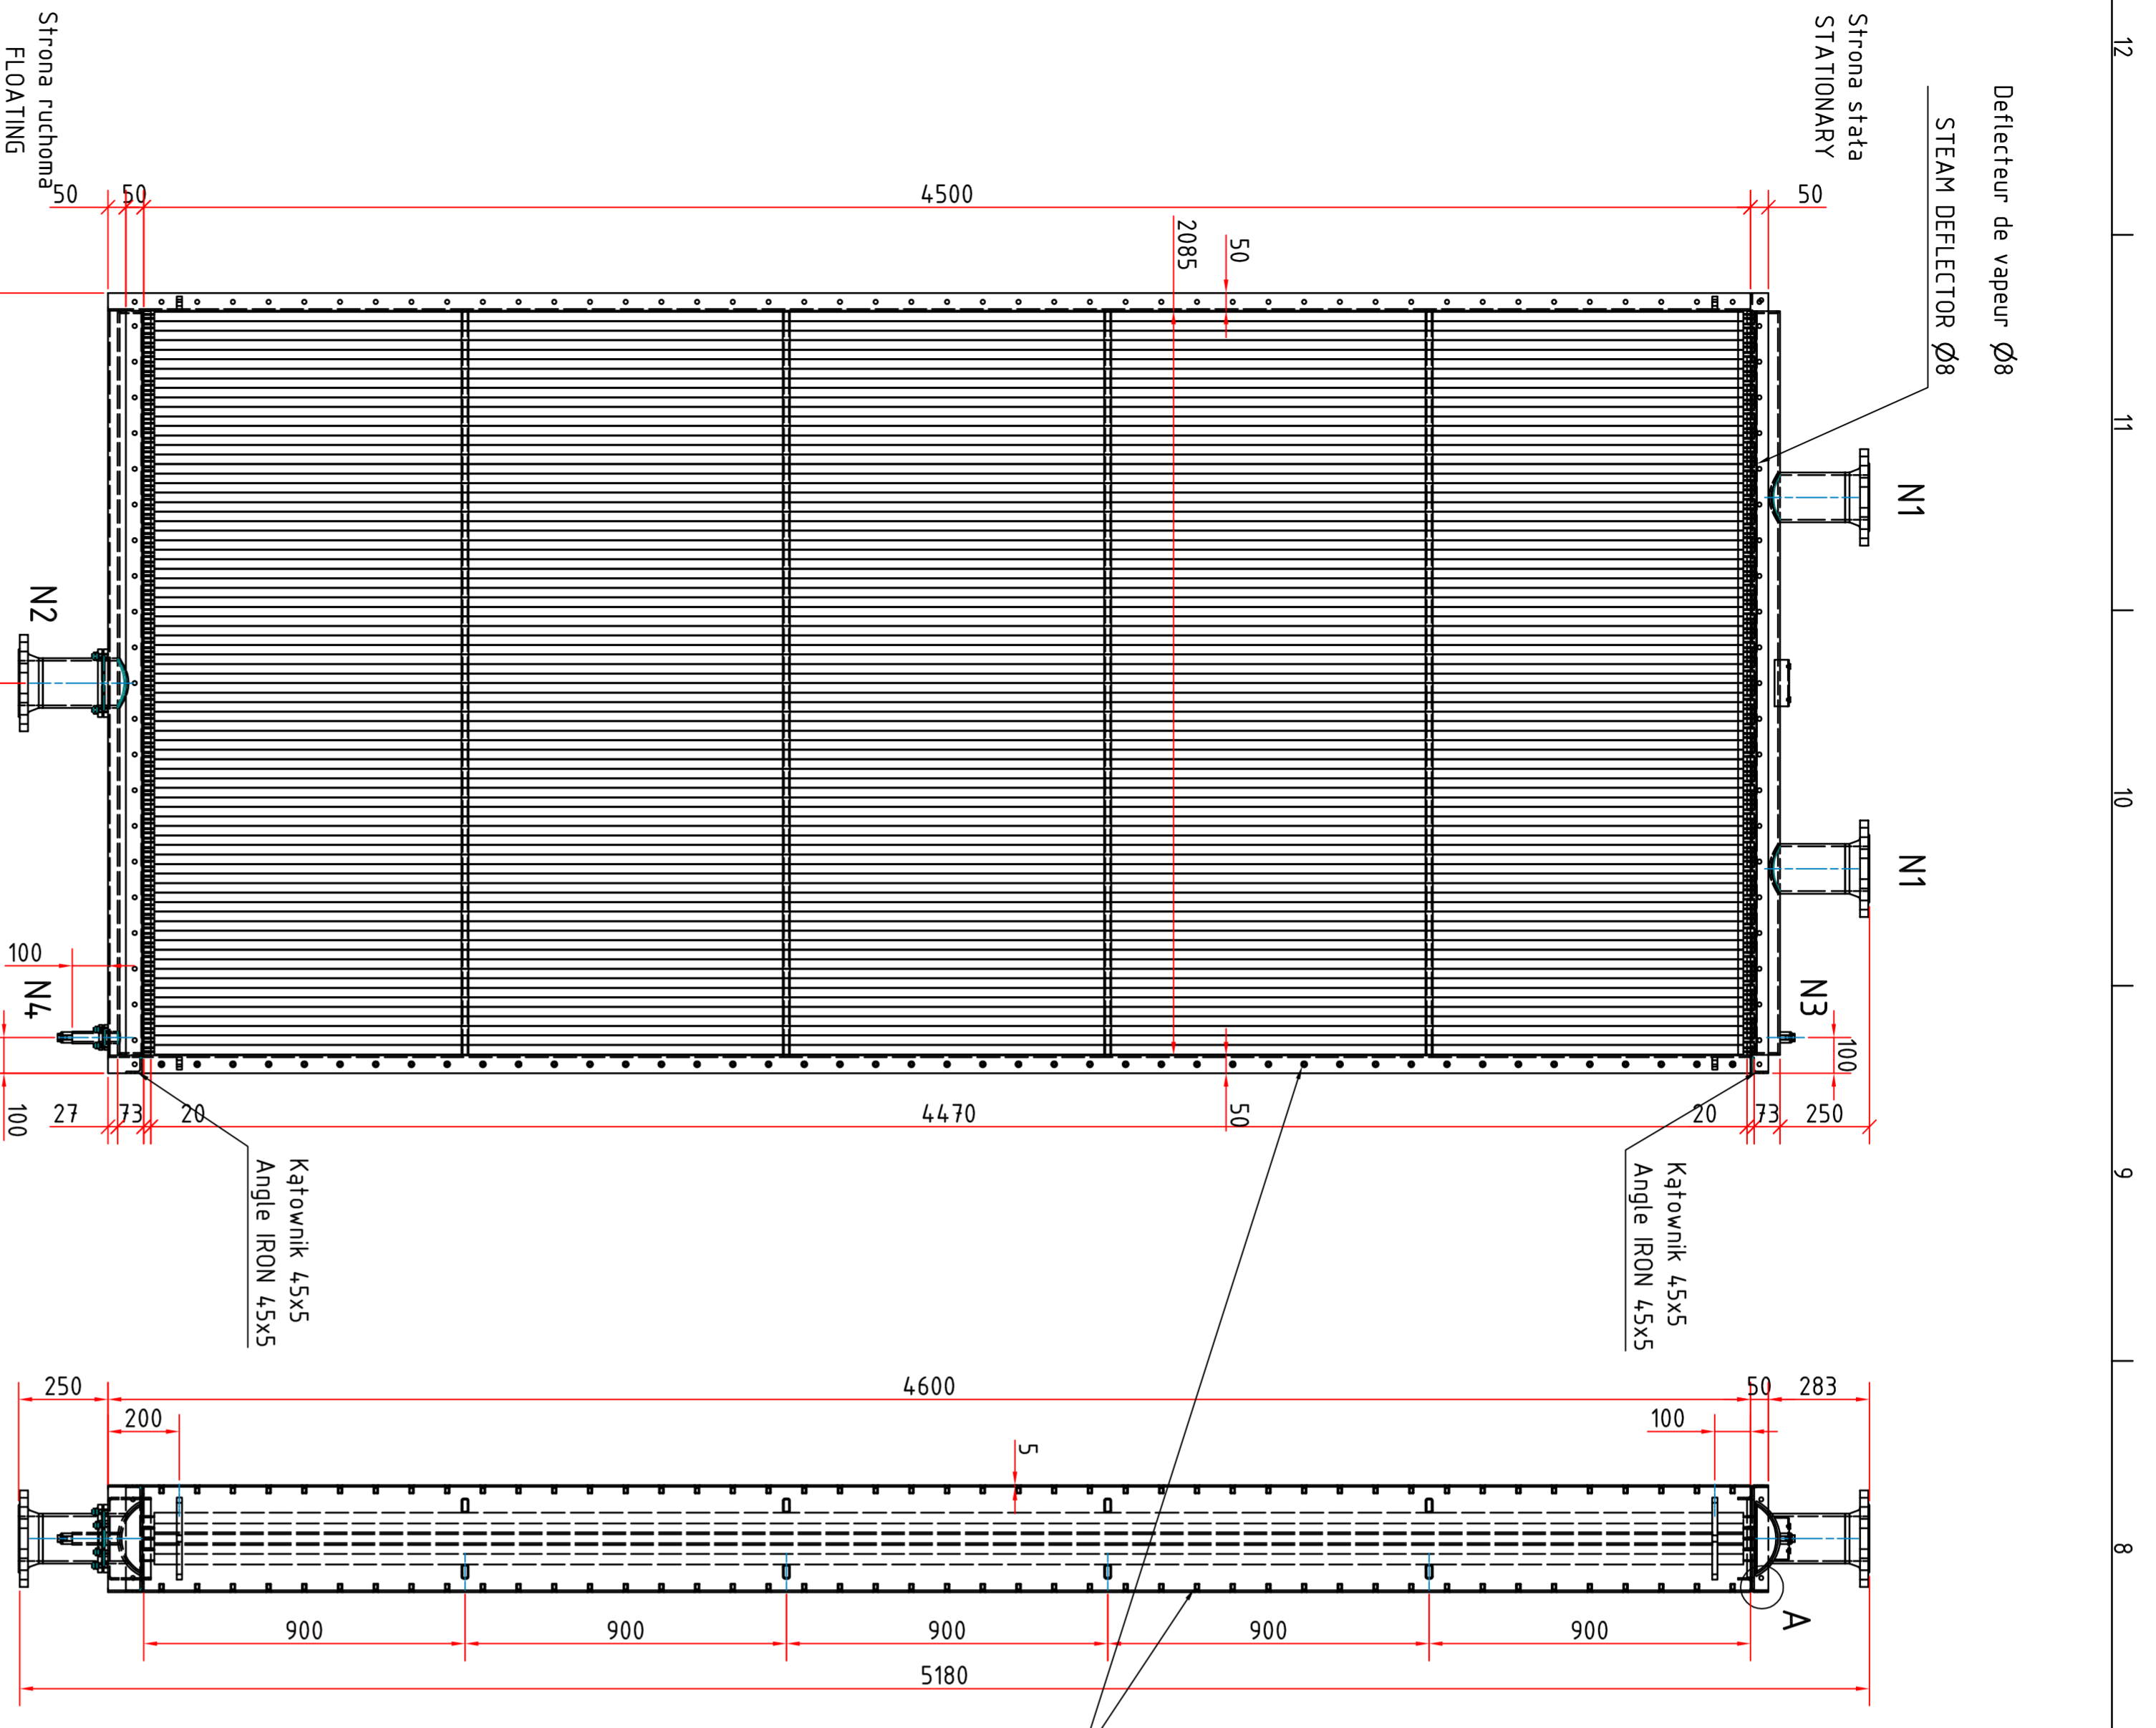 12
11
10
9
8
Deflecteur de vapeur Ø8
STEAM DEFLECTOR Ø8
Strona stała
STATIONARY
Strona ruchoma
FLOATING
50
50
4500
50
2085
50
N1
N1
N2
N3
N4
100
100
100
27
73
20
4470
50
20
73
250
Kątownik 45x5
Angle IRON 45x5
Kątownik 45x5
Angle IRON 45x5
250
4600
50
283
200
100
5
A
900
900
900
900
900
5180